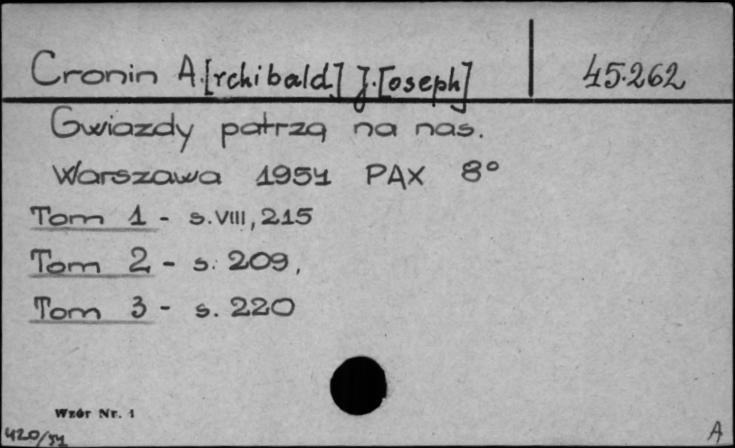 Cronin A.[rchibald] J.[oseph] 45.262
Gwiazdy patrzą na nas.
Warszawa 1954 PAX 8°
Tom 1 - s. VIII, 215
Tom 2 - s. 209,
Tom 3 - s. 220
Wzór Nr. 1
420/54 A